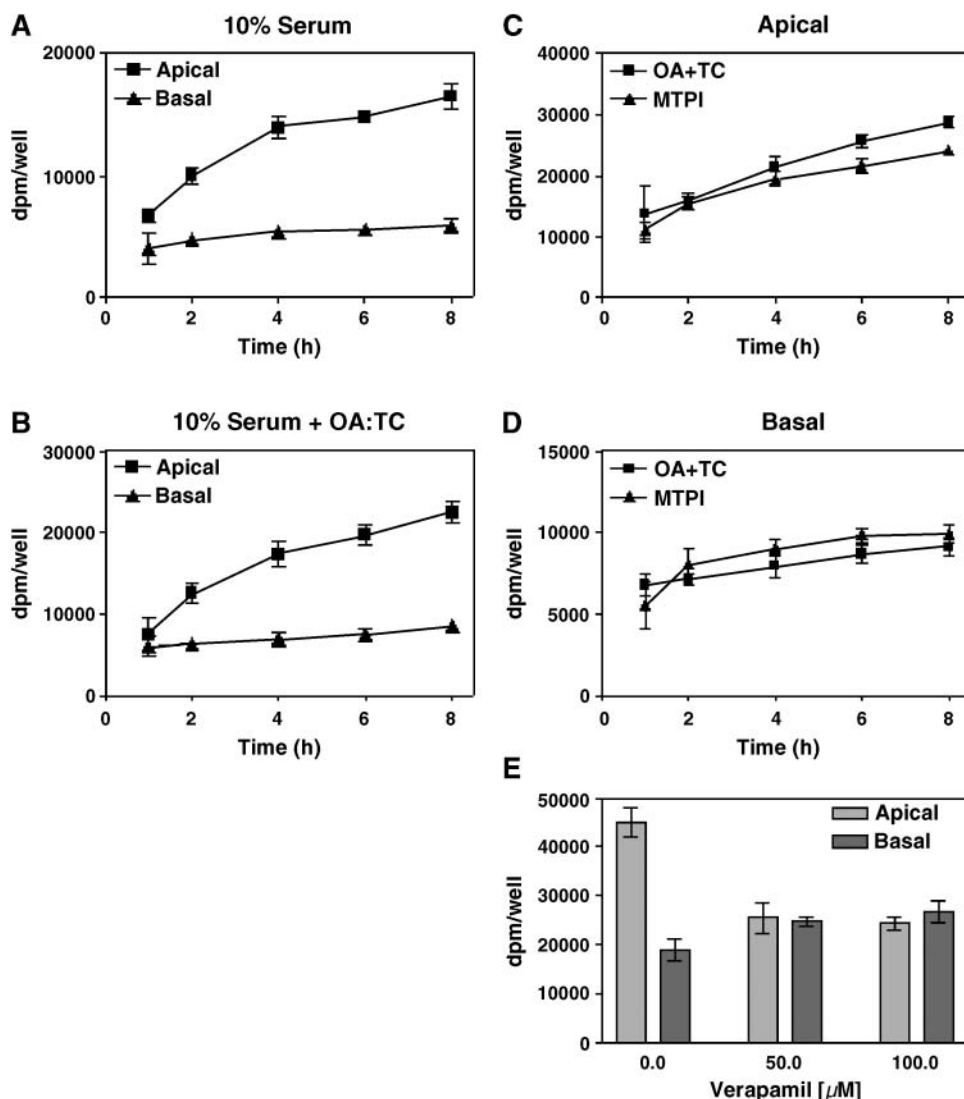 A
10% Serum
20000
10000
0
dpm/well
Apical
Basal
0 2 4 6 8
Time (h)
B
10% Serum + OA:TC
30000
20000
10000
0
dpm/well
Apical
Basal
0 2 4 6 8
Time (h)
C
Apical
40000
30000
20000
10000
0
dpm/well
OA+TC
MTPI
0 2 4 6 8
Time (h)
D
Basal
15000
10000
5000
0
dpm/well
OA+TC
MTPI
0 2 4 6 8
Time (h)
E
50000
40000
30000
20000
10000
0
dpm/well
Apical
Basal
0.0 50.0 100.0
Verapamil [μM]